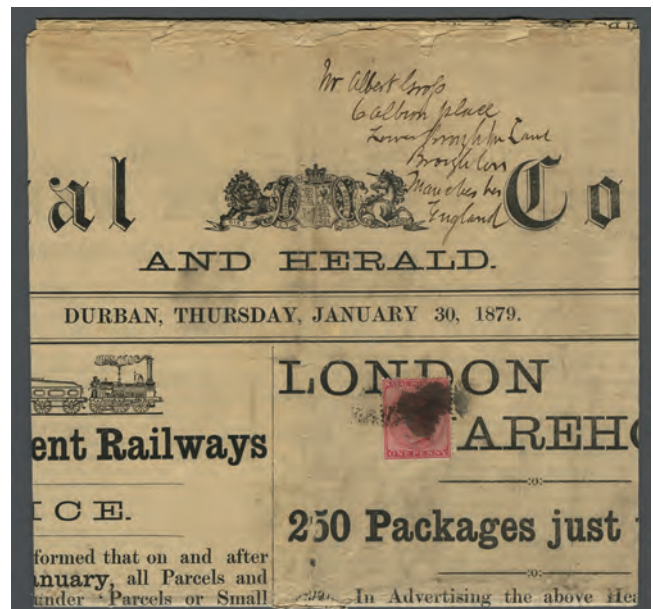 Mr Albert Gross
6 Albion place
Lower Broughton Lane
Broughton
Manchester
England
al Co
AND HERALD.
DURBAN, THURSDAY, JANUARY 30, 1879.
ent Railways
ICE.
formed that on and after
anuary, all Parcels and
under Parcels or Small
LONDON
AREHO
ONE PENNY
:o:
250 Packages just
:o:
In Advertising the above Hea